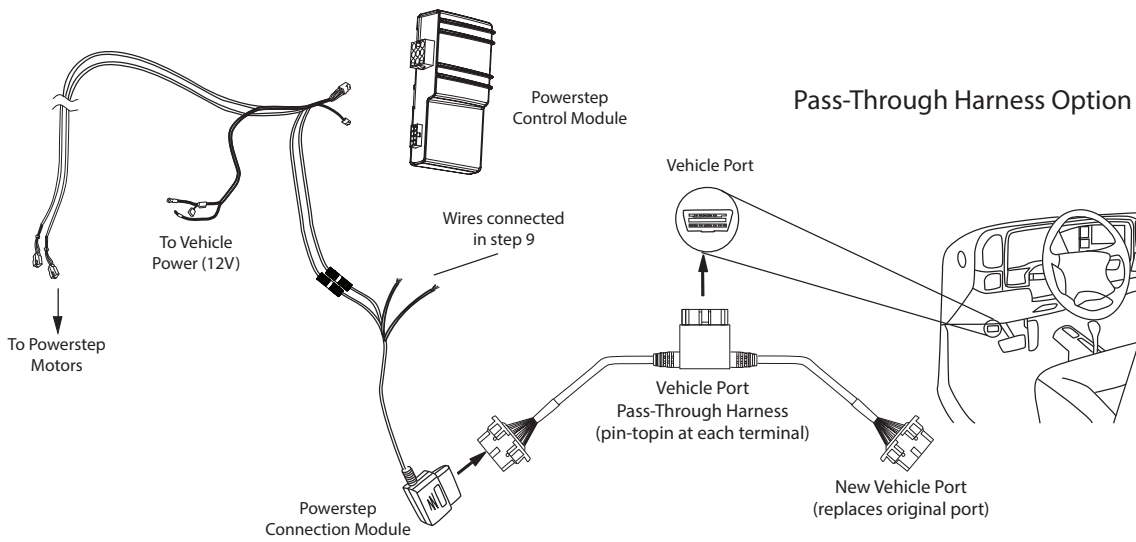 Pass-Through Harness Option
Powerstep
Control Module
Vehicle Port
Wires connected
in step 9
To Vehicle
Power (12V)
To Powerstep
Motors
Vehicle Port
Pass-Through Harness
(pin-topin at each terminal)
Powerstep
Connection Module
New Vehicle Port
(replaces original port)